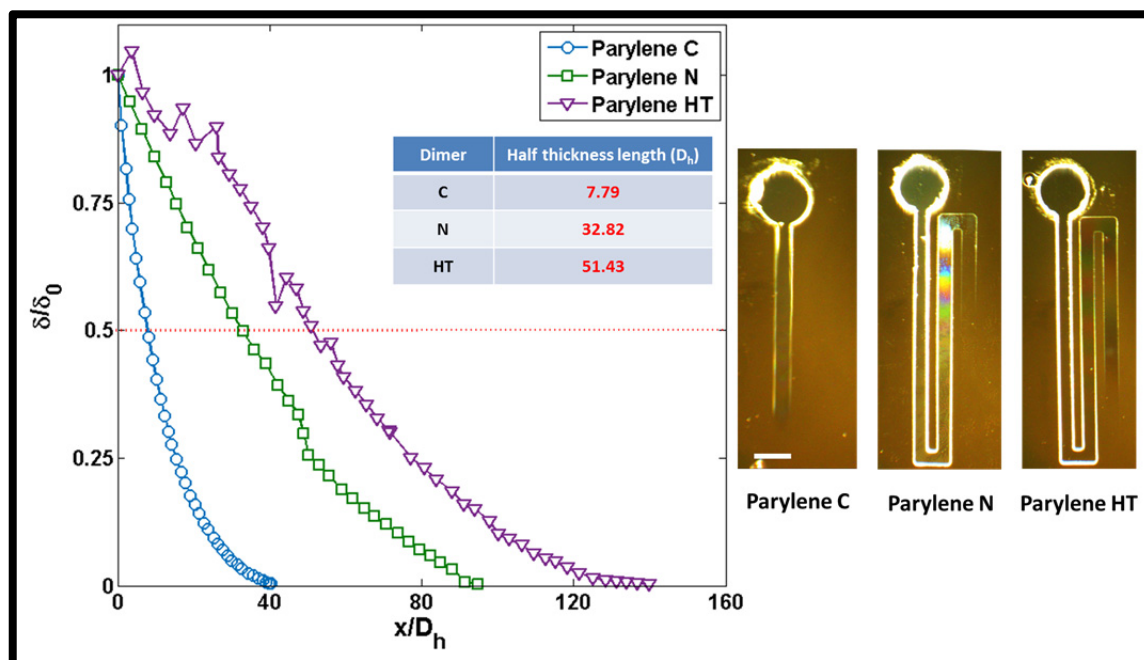 Parylene C
Parylene N
Parylene HT
1
0.75
0.5
0.25
0
δ/δ0
0
40
80
120
160
x/Dh
Dimer Half thickness length (Dh)
C 7.79
N 32.82
HT 51.43
Parylene C
Parylene N
Parylene HT